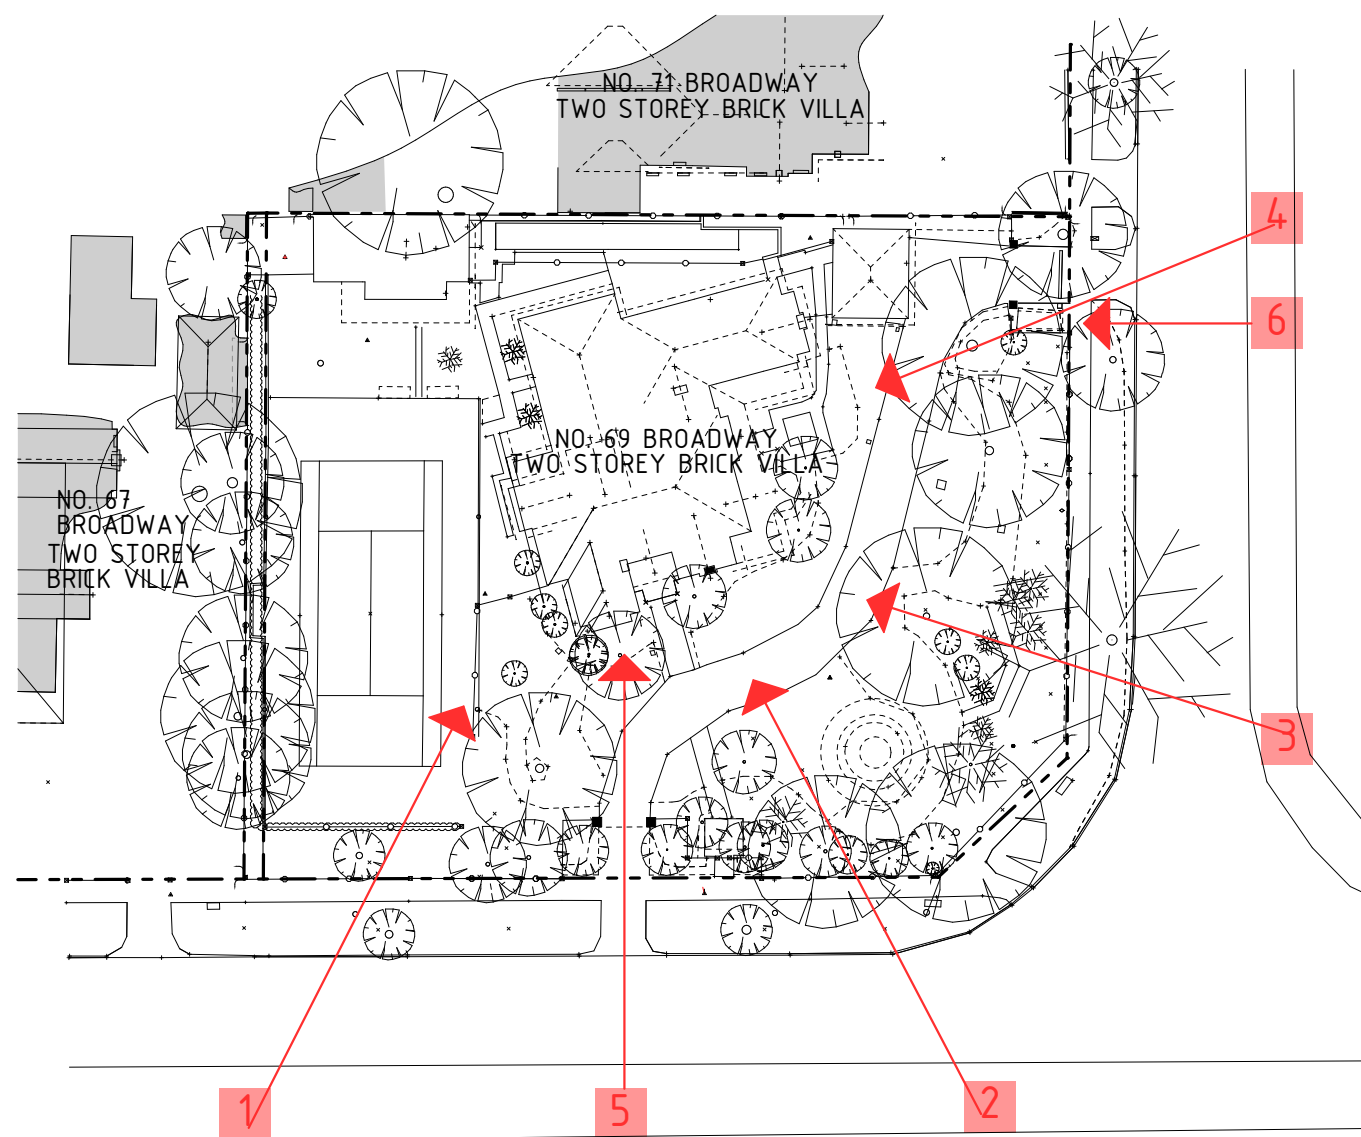 NO. 71 BROADWAY
TWO STOREY BRICK VILLA
4
6
NO. 69 BROADWAY
TWO STOREY BRICK VILLA
NO. 67
BROADWAY
TWO STOREY
BRICK VILLA
3
1
5
2